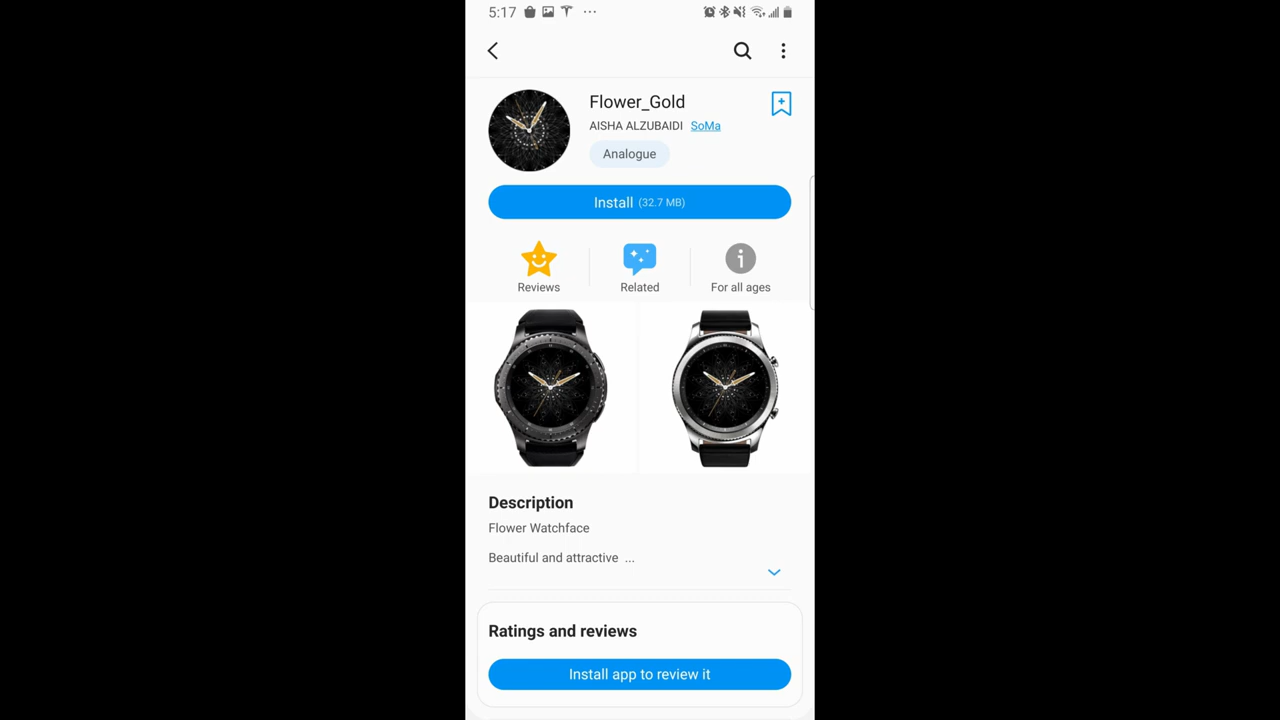 5:17
Flower_Gold
AISHA ALZUBAIDI SoMa
Analogue
Install (32.7 MB)
Reviews
Related
For all ages
Description
Flower Watchface
Beautiful and attractive ...
Ratings and reviews
Install app to review it